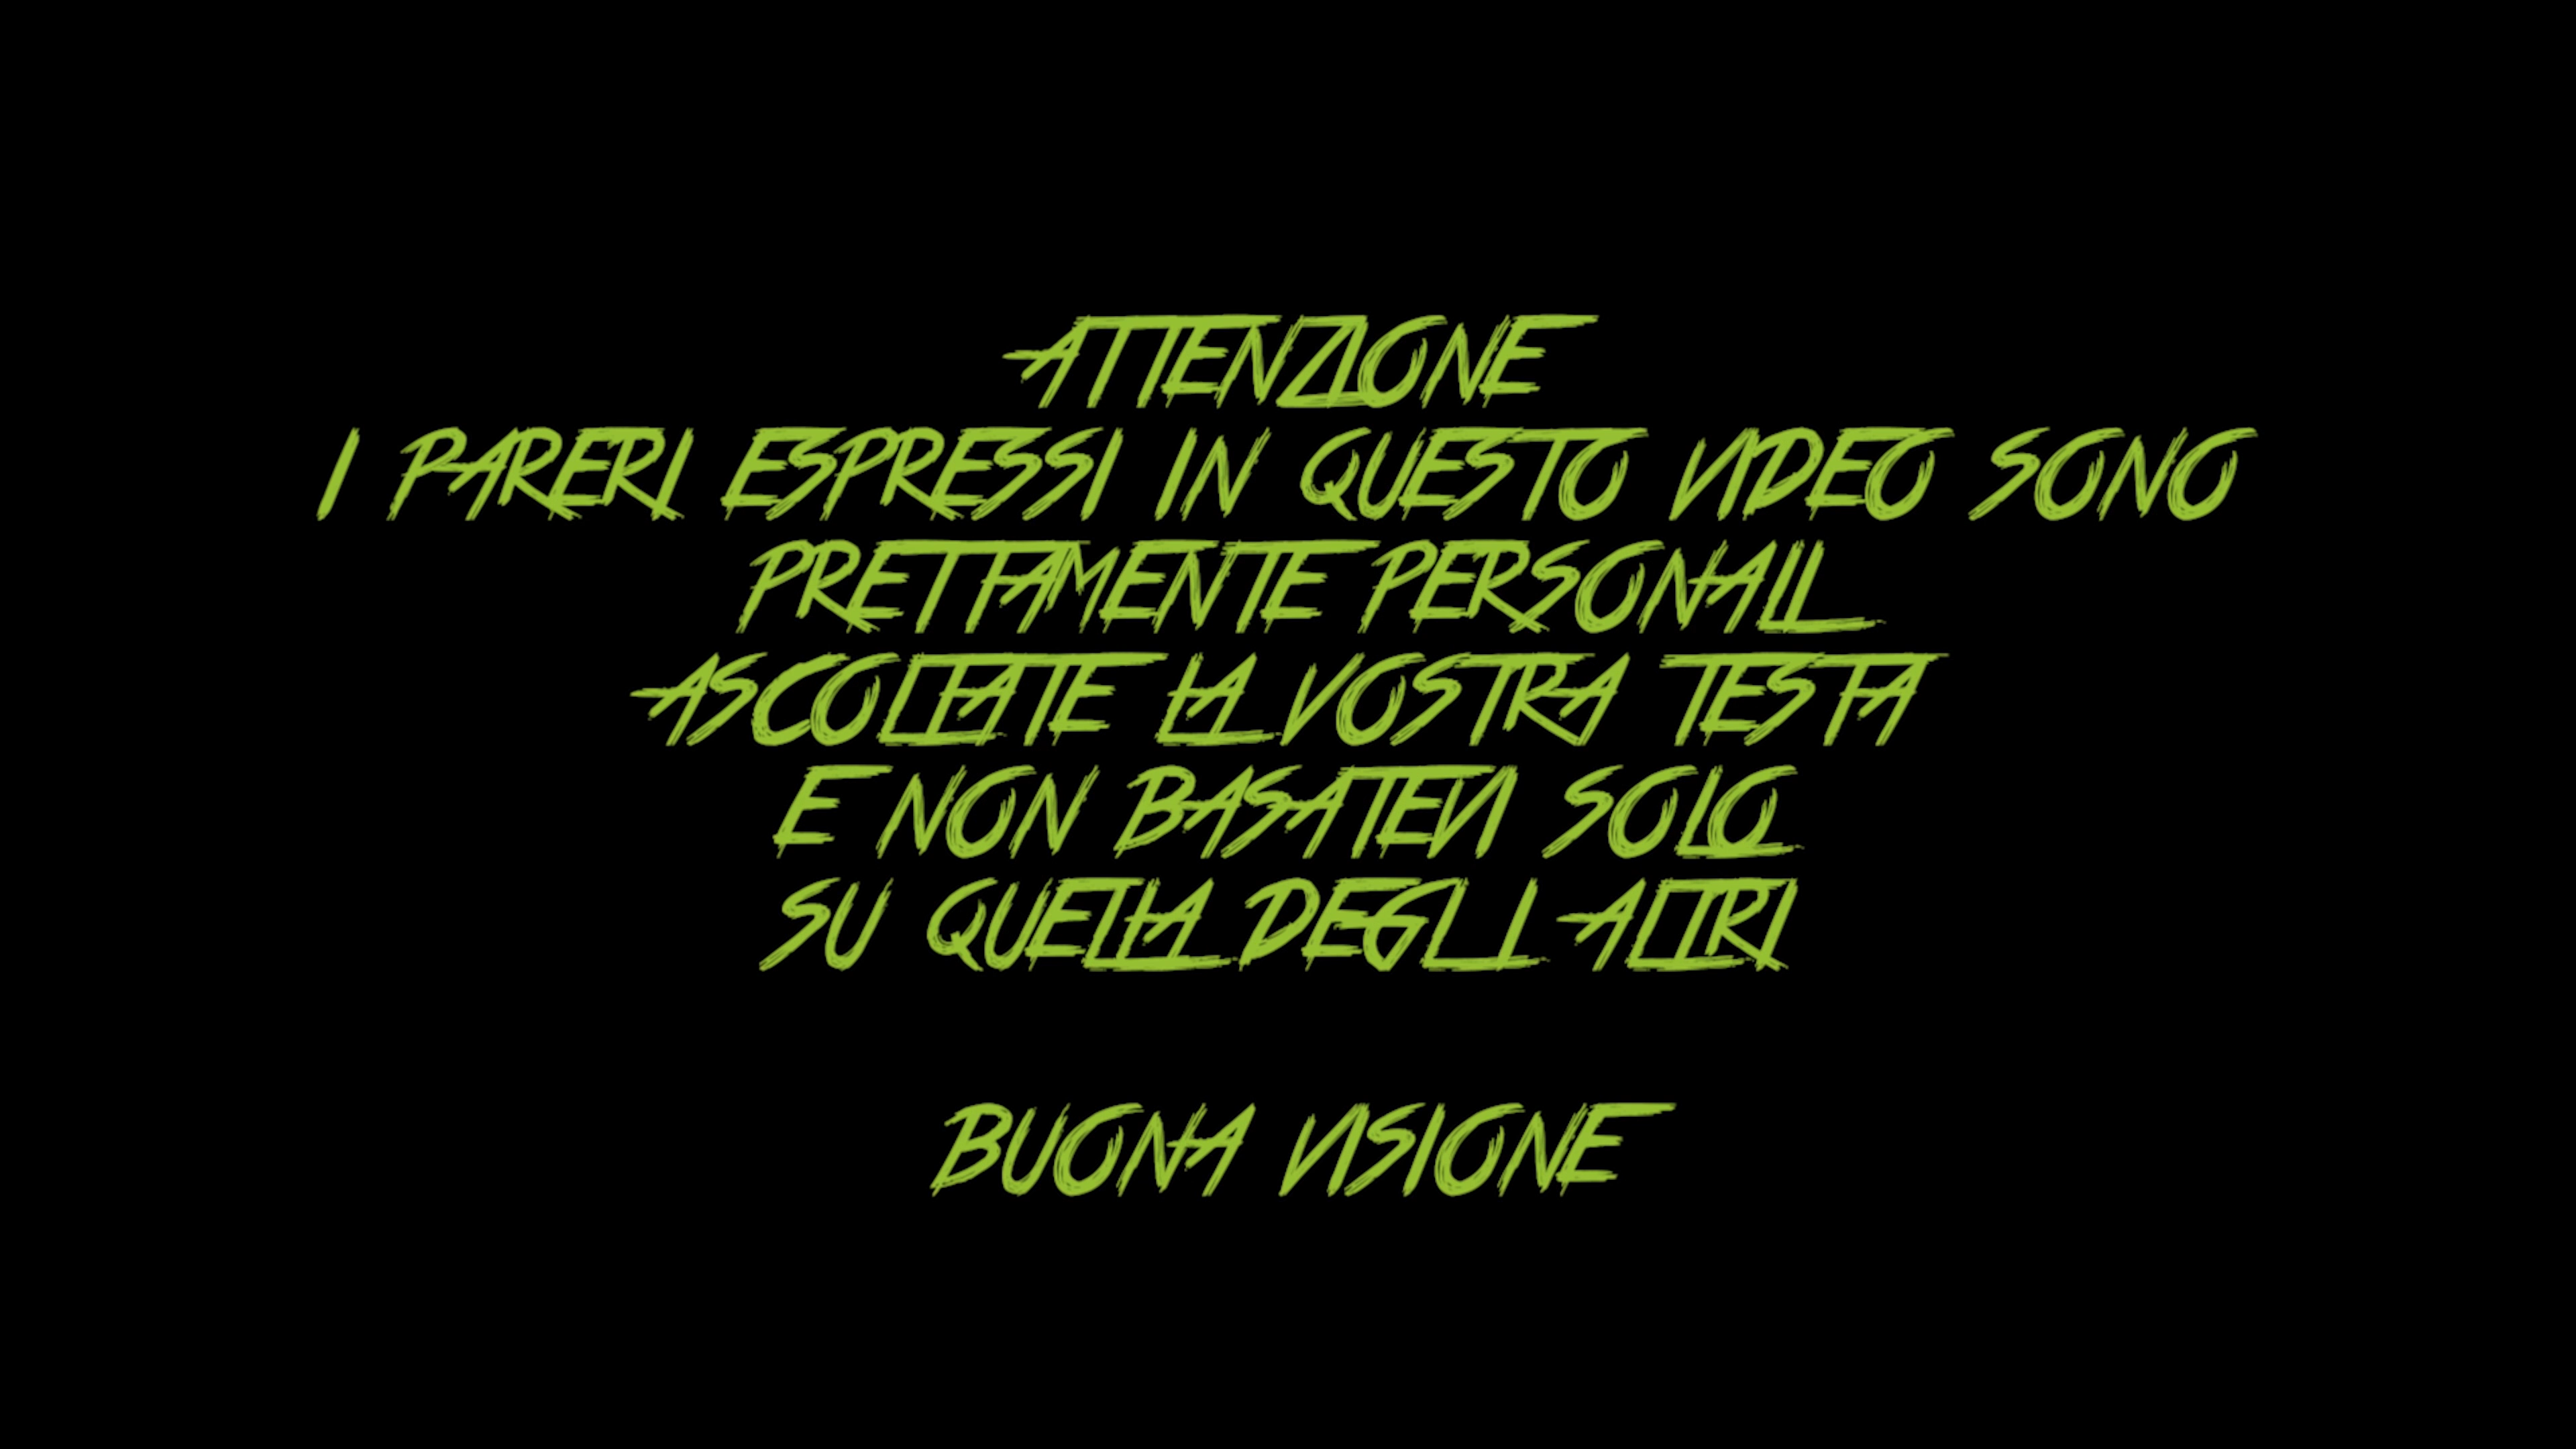 ATTENZIONE
I PARERI ESPRESSI IN QUESTO VIDEO SONO
PRETTAMENTE PERSONALI
ASCOLTATE LA VOSTRA TESTA
E NON BASATEVI SOLO
SU QUELLA DEGLI ALTRI
BUONA VISIONE